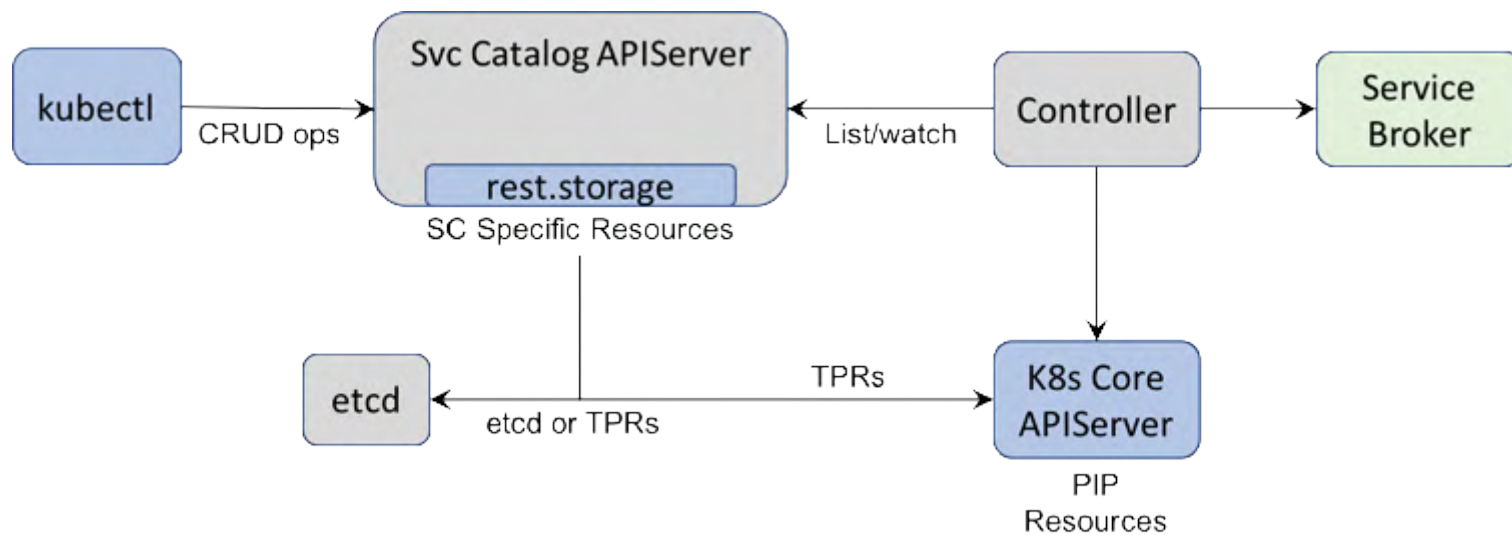 kubectl
CRUD ops
Svc Catalog APIServer
rest.storage
SC Specific Resources
List/watch
Controller
Service
Broker
etcd
etcd or TPRs
TPRs
K8s Core
APIServer
PIP
Resources